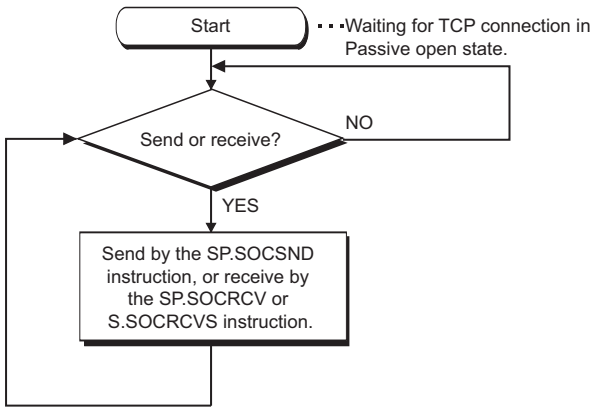 Start
···Waiting for TCP connection in
Passive open state.
Send or receive?
NO
YES
Send by the SP.SOCSND
instruction, or receive by
the SP.SOCRCV or
S.SOCRCVS instruction.